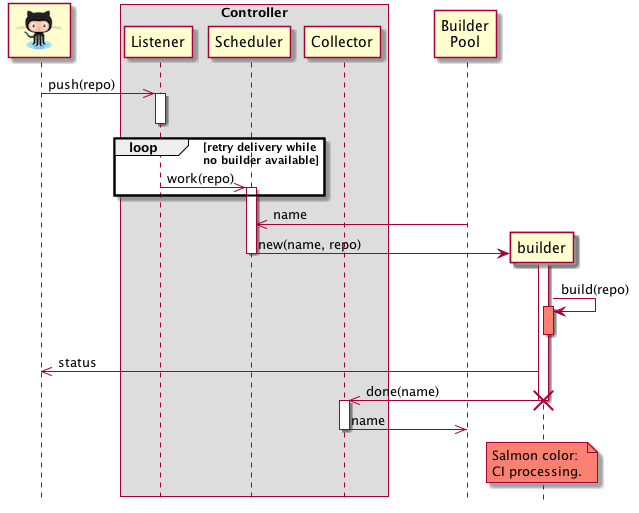 Controller
Listener
Scheduler
Collector
Builder
Pool
push(repo)
loop
[retry delivery while
no builder available]
work(repo)
name
new(name, repo)
builder
build(repo)
status
done(name)
name
Salmon color:
CI processing.